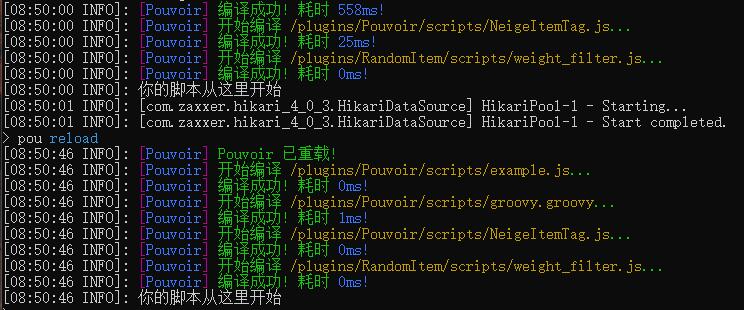 [08:50:00 INFO]: [Pouvoir] 编译成功! 耗时 558ms!
[08:50:00 INFO]: [Pouvoir] 开始编译 /plugins/Pouvoir/scripts/NeigeItemTag.js...
[08:50:00 INFO]: [Pouvoir] 编译成功! 耗时 25ms!
[08:50:00 INFO]: [Pouvoir] 开始编译 /plugins/RandomItem/scripts/weight_filter.js...
[08:50:00 INFO]: [Pouvoir] 编译成功! 耗时 0ms!
[08:50:00 INFO]: 你的脚本从这里开始
[08:50:01 INFO]: [com.zaxxer.hikari_4_0_3.HikariDataSource] HikariPool-1 - Starting...
[08:50:01 INFO]: [com.zaxxer.hikari_4_0_3.HikariDataSource] HikariPool-1 - Start completed.
> pou reload
[08:50:46 INFO]: [Pouvoir] Pouvoir 已重载!
[08:50:46 INFO]: [Pouvoir] 开始编译 /plugins/Pouvoir/scripts/example.js...
[08:50:46 INFO]: [Pouvoir] 编译成功! 耗时 0ms!
[08:50:46 INFO]: [Pouvoir] 开始编译 /plugins/Pouvoir/scripts/groovy.groovy...
[08:50:46 INFO]: [Pouvoir] 编译成功! 耗时 1ms!
[08:50:46 INFO]: [Pouvoir] 开始编译 /plugins/Pouvoir/scripts/NeigeItemTag.js...
[08:50:46 INFO]: [Pouvoir] 编译成功! 耗时 0ms!
[08:50:46 INFO]: [Pouvoir] 开始编译 /plugins/RandomItem/scripts/weight_filter.js...
[08:50:46 INFO]: [Pouvoir] 编译成功! 耗时 0ms!
[08:50:46 INFO]: 你的脚本从这里开始